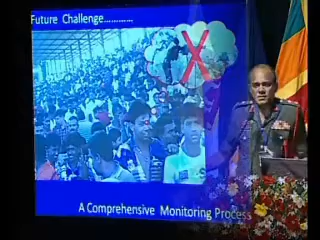 Future Challenge............
A Comprehensive Monitoring Process